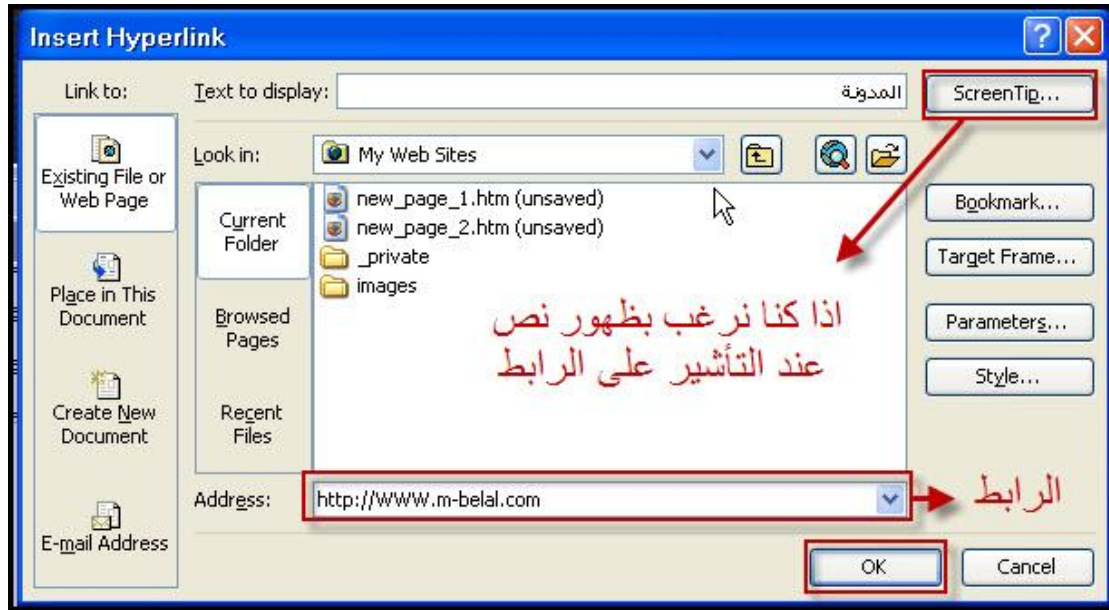 Insert Hyperlink
Link to:
Text to display:
المدونة
ScreenTip...
Existing File or
Web Page
Look in:
My Web Sites
Current
Folder
new_page_1.htm (unsaved)
new_page_2.htm (unsaved)
_private
images
Bookmark...
Target Frame...
Place in This
Document
Browsed
Pages
اذا كنا نرغب بظهور نص
عند التأشير على الرابط
Parameters...
Style...
Create New
Document
Recent
Files
Address:
http://WWW.m-belal.com
الرابط
E-mail Address
OK
Cancel